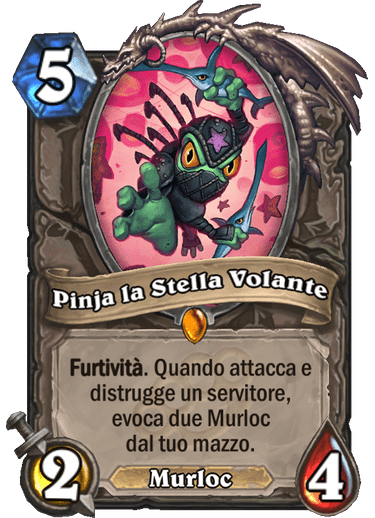 5
Pinja la Stella Volante
Furtività. Quando attacca e
distrugge un servitore,
evoca due Murloc
dal tuo mazzo.
2
Murloc
4